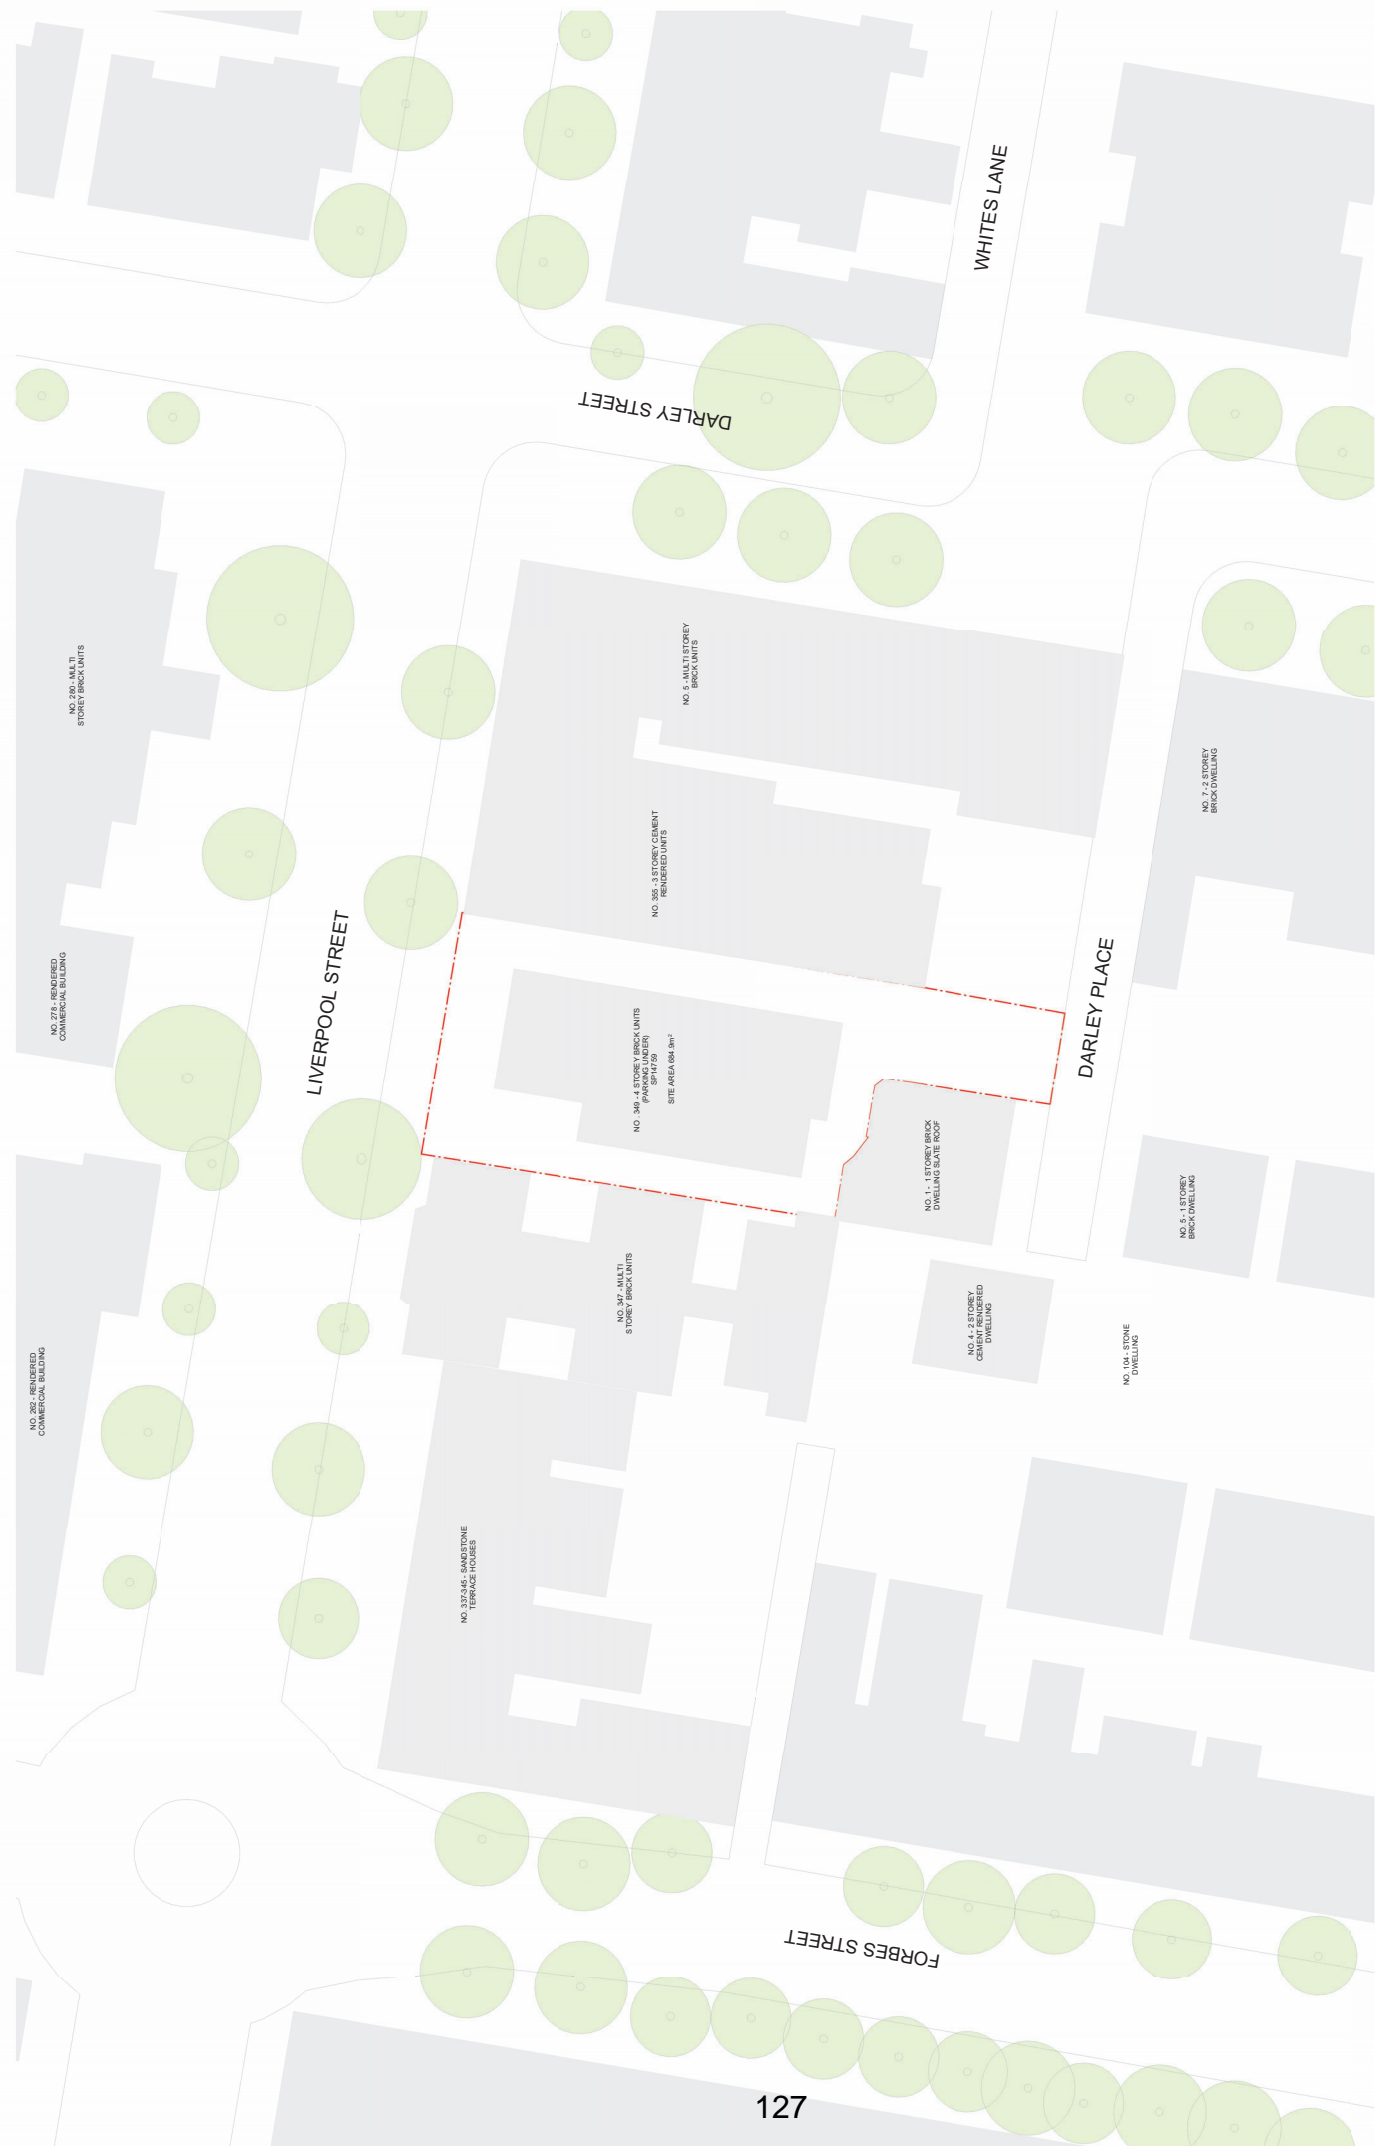 WHITES LANE
DARLEY STREET
NO. 280 - MULTI
STOREY BRICK UNITS
NO. 5 - MULTI STOREY
BRICK UNITS
NO. 7 - 2 STOREY
BRICK DWELLING
NO. 355 - 3 STOREY CEMENT
RENDERED UNITS
NO. 278 - RENDERED
COMMERCIAL BUILDING
LIVERPOOL STREET
NO. 349 - 4 STOREY BRICK UNITS
(PARKING UNDER)
SP14759
SITE AREA 684.9m²
DARLEY PLACE
NO. 1 - 1 STOREY BRICK
DWELLING SLATE ROOF
NO. 5 - 1 STOREY
BRICK DWELLING
NO. 347 - MULTI
STOREY BRICK UNITS
NO. 4 - 2 STOREY
CEMENT RENDERED
DWELLING
NO. 104 - STONE
DWELLING
NO. 262 - RENDERED
COMMERCIAL BUILDING
NO. 337-345 - SANDSTONE
TERRACE HOUSES
FORBES STREET
127